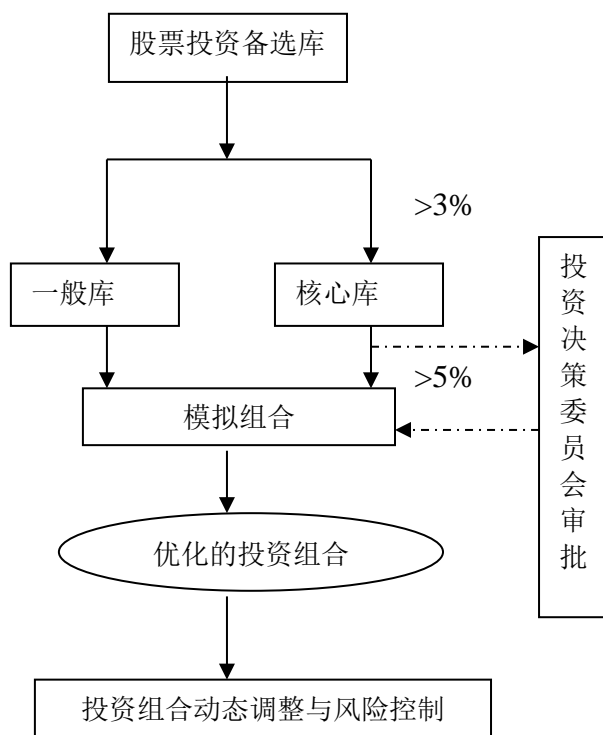 股票投资备选库
>3%
一般库
核心库
>5%
模拟组合
投资决策委员会审批
优化的投资组合
投资组合动态调整与风险控制